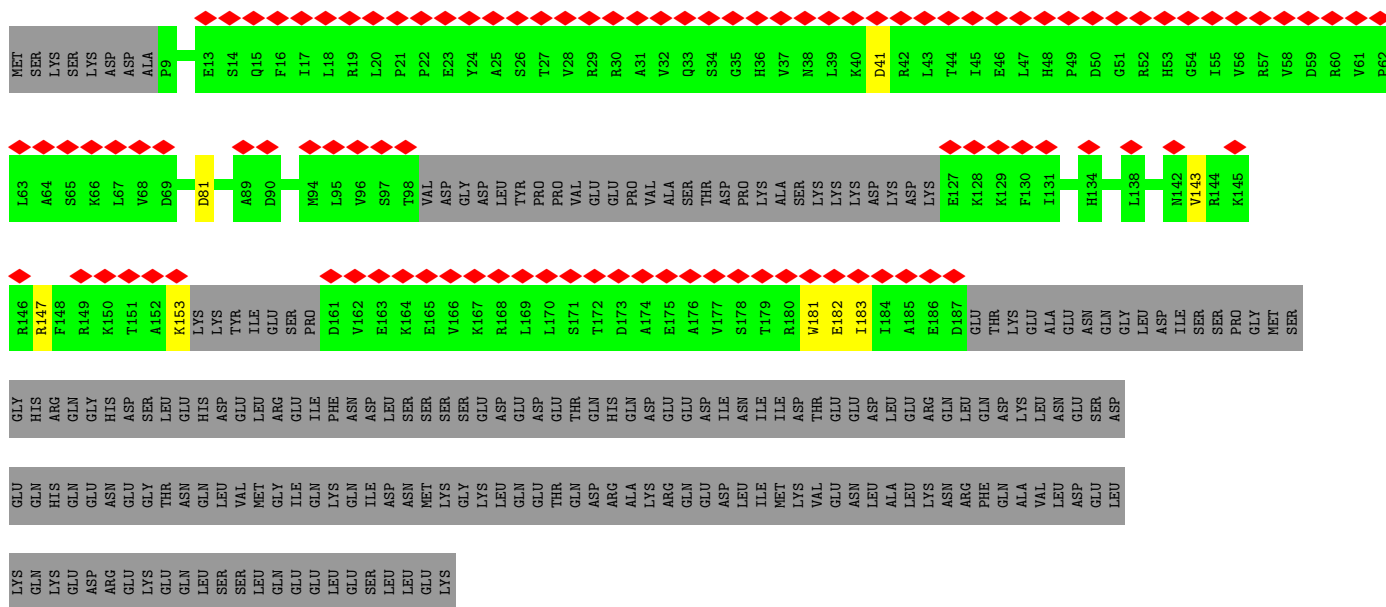 MET SER LYS SER LYS ASP ASP ALA P9 E13 S14 Q15 F16 I17 L18 R19 L20 P21 P22 E23 Y24 A25 S26 T27 V28 R29 R30 A31 V32 Q33 S34 G35 H36 V37 N38 L39 K40 D41 R42 L43 T44 I45 E46 L47 H48 P49 D50 G51 R52 H53 G54 I55 V56 R57 V58 D59 R60 V61 P62
L63 A64 S65 K66 L67 V68 D69 D81 A89 D90 M94 L95 V96 S97 T98 VAL ASP GLY ASP LEU TYR PRO PRO VAL GLU GLU PRO VAL ALA SER THR ASP PRO LYS ALA SER LYS LYS LYS ASP LYS ASP LYS E127 K128 K129 F130 I131 H134 L138 N142 V143 R144 K145
R146 R147 F148 R149 K150 T151 A152 K153 LYS LYS TYR ILE GLU SER PRO D161 V162 E163 K164 E165 V166 K167 R168 L169 L170 S171 T172 D173 A174 E175 A176 V177 S178 T179 R180 W181 E182 I183 I184 A185 E186 D187 GLU THR LYS GLU ALA GLU ASN GLN GLY LEU ASP ILE SER SER PRO GLY MET SER
GLY HIS ARG GLN GLY HIS ASP SER LEU GLU HIS ASP GLU LEU ARG GLU ILE PHE ASN ASP LEU SER SER SER SER GLU ASP GLU ASP GLU THR GLN HIS GLN ASP GLU GLU ASP ILE ASN ILE ILE ASP THR GLU GLU ASP LEU GLU ARG GLN LEU GLN ASP LYS LEU ASN GLU SER ASP
GLU GLN HIS GLN GLU ASN GLU GLY THR ASN GLN LEU VAL MET GLY ILE GLN LYS GLN ILE ASP ASN MET LYS GLY LYS LEU GLN GLU THR GLN ASP ARG ALA LYS ARG GLN GLU ASP LEU ILE MET LYS VAL GLU ASN LEU ALA LEU LYS ASN ARG PHE GLN ALA VAL LEU ASP GLU LEU
LYS GLN LYS GLU ASP ARG GLU LYS GLU GLN LEU SER SER LEU GLN GLU GLU LEU GLU SER LEU LEU GLU LYS